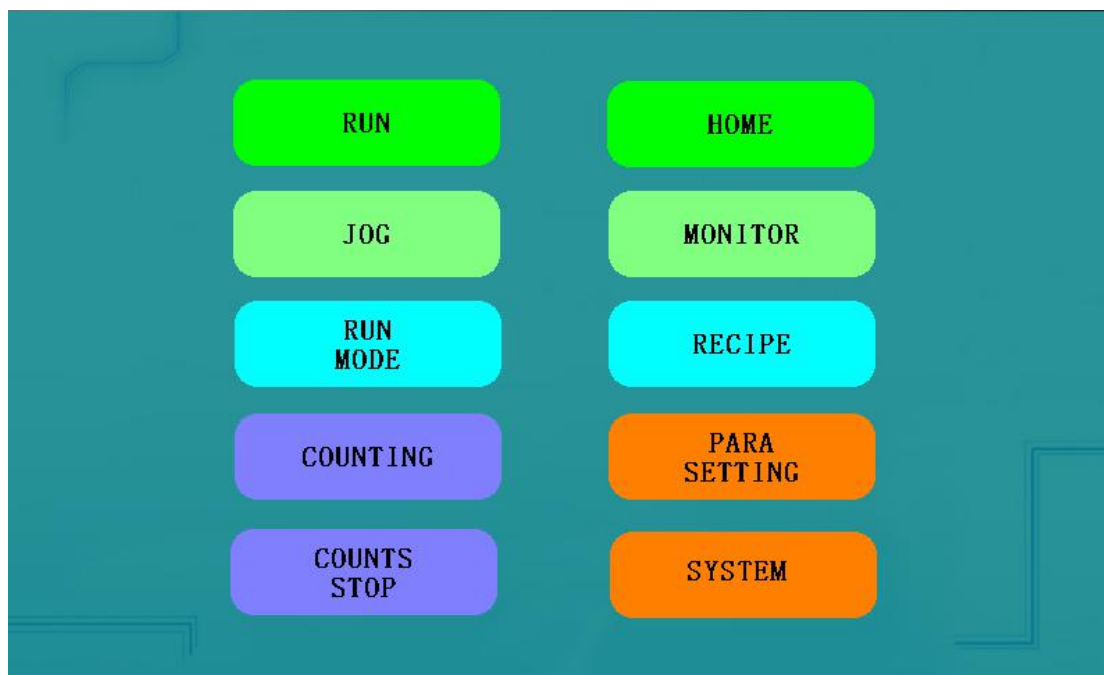 RUN
HOME
JOG
MONITOR
RUN
MODE
RECIPE
COUNTING
PARA
SETTING
COUNTS
STOP
SYSTEM